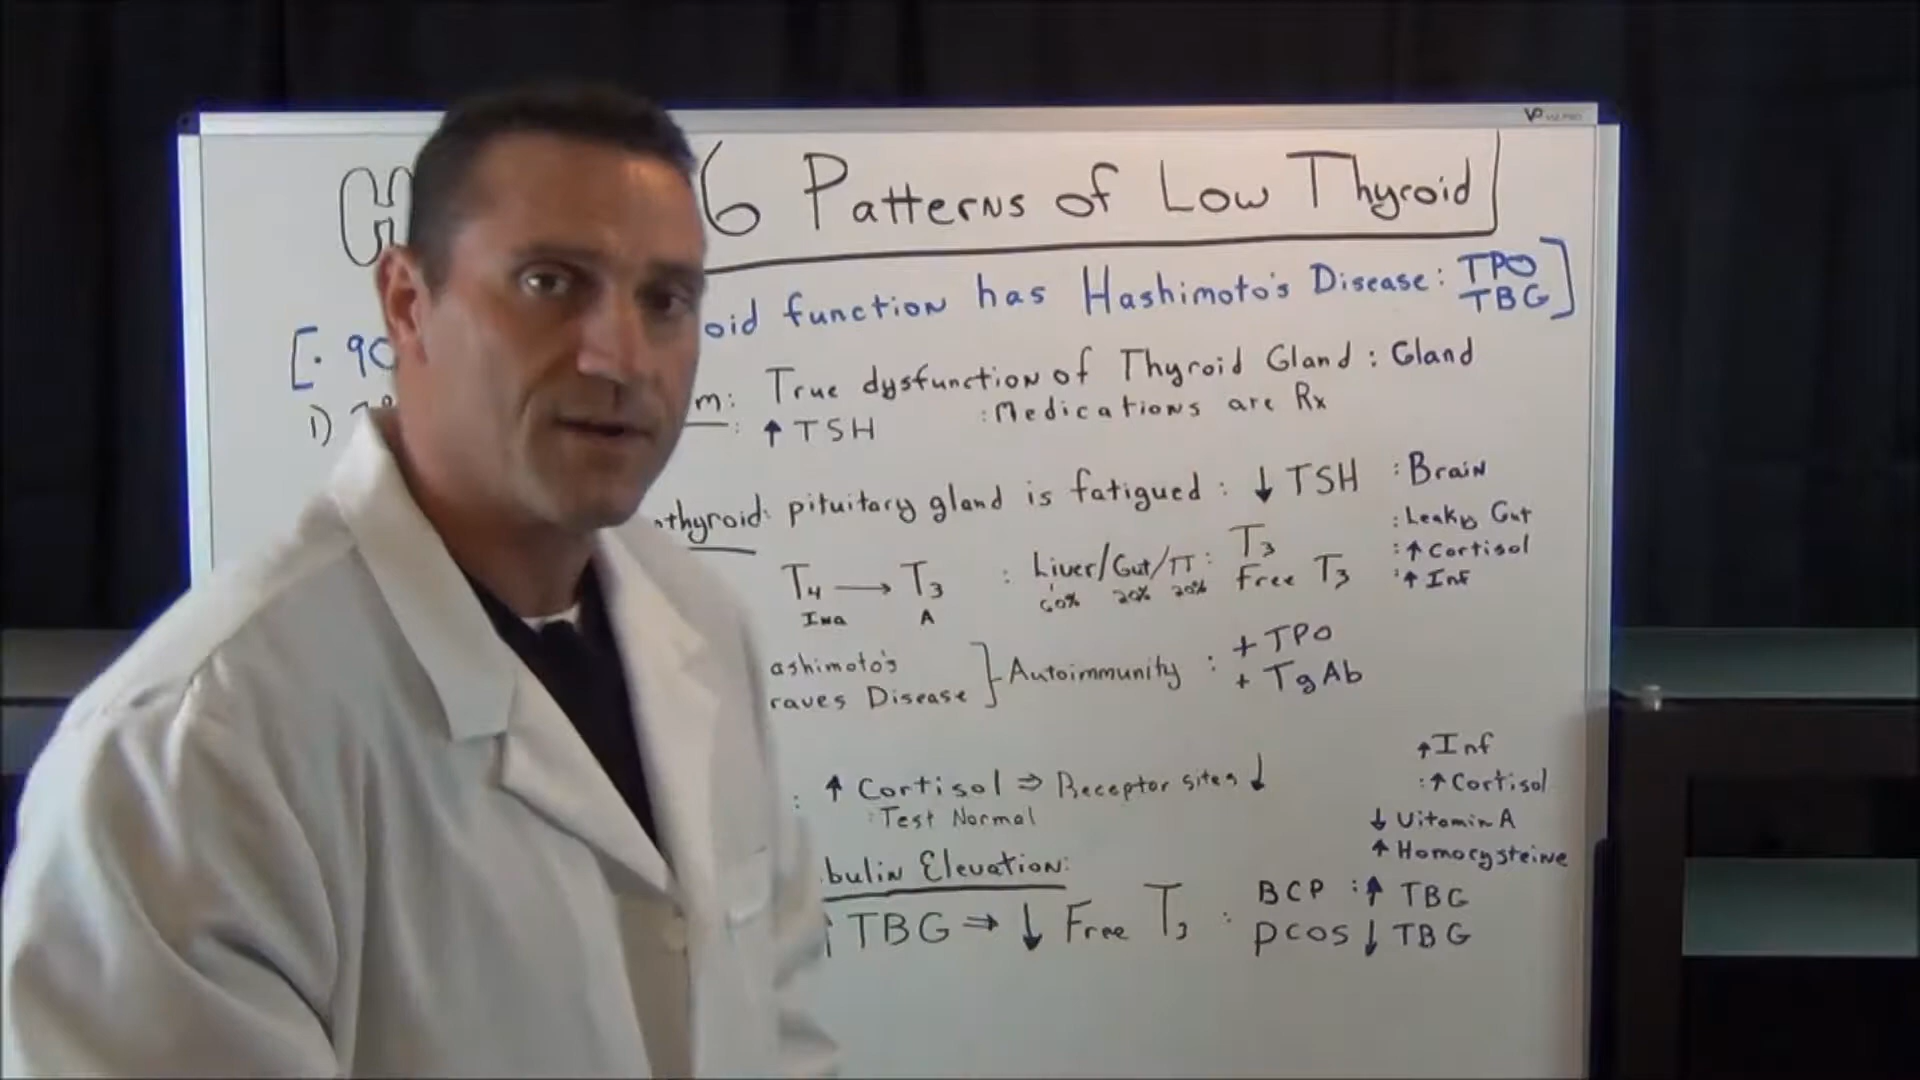 6 Patterns of Low Thyroid
[. 90 oid function has Hashimoto's Disease: TPO
TBG ]
1) m: True dysfunction of Thyroid Gland : Gland
: ↑ TSH : Medications are Rx
thyroid: pituitary gland is fatigued : ↓ TSH : Brain
T4 → T3 : Liver/Gut/TT : T3
Free T3
Ina A 60% 20% 20%
: Leaky Gut
: ↑ Cortisol
: ↑ Inf
ashimoto's
raves Disease ] Autoimmunity : + TPO
+ TgAb
: ↑ Cortisol ⇒ Receptor sites ↓
: Test Normal
↑ Inf
: ↑ Cortisol
↓ Vitamin A
↑ Homocysteine
bulin Elevation:
↑ TBG ⇒ ↓ Free T3 : BCP : ↑ TBG
PCOS ↓ TBG